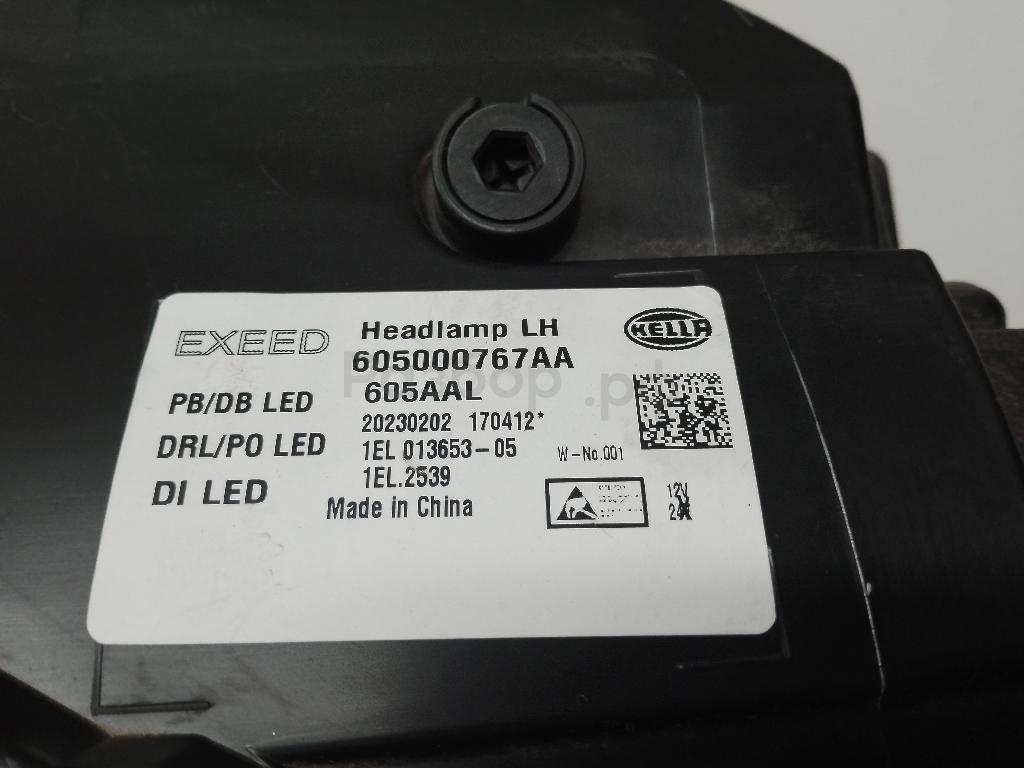 EXEED
Headlamp LH
HELLA
605000767AA
605AAL
PB/DB LED
20230202 170412*
DRL/PO LED
1EL 013653-05
W-No.001
DI LED
1EL.2539
Made in China
12V